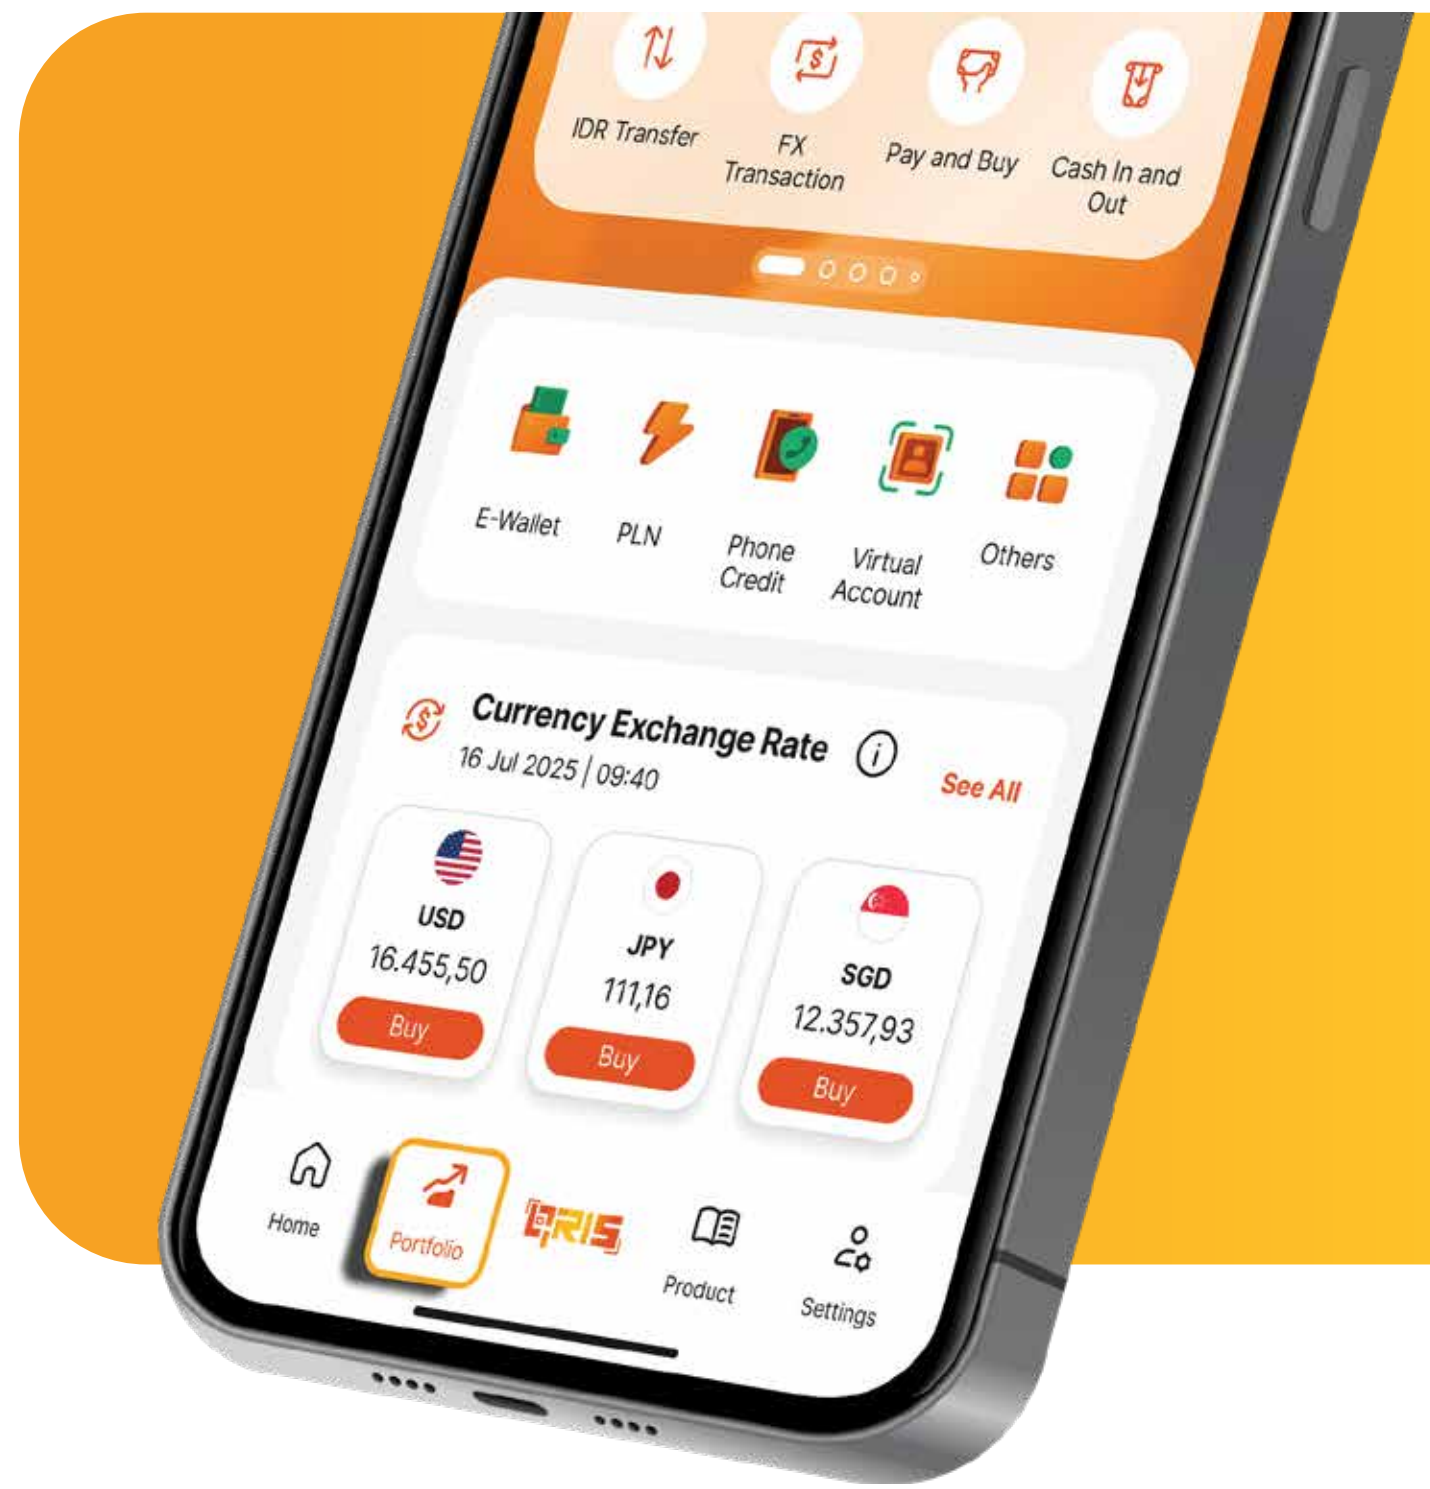 IDR Transfer
FX
Transaction
Pay and Buy
Cash In and
Out
E-Wallet
PLN
Phone
Credit
Virtual
Account
Others
Currency Exchange Rate
16 Jul 2025 | 09:40
See All
USD
16.455,50
Buy
JPY
111,16
Buy
SGD
12.357,93
Buy
Home
Portfolio
QRIS
Product
Settings